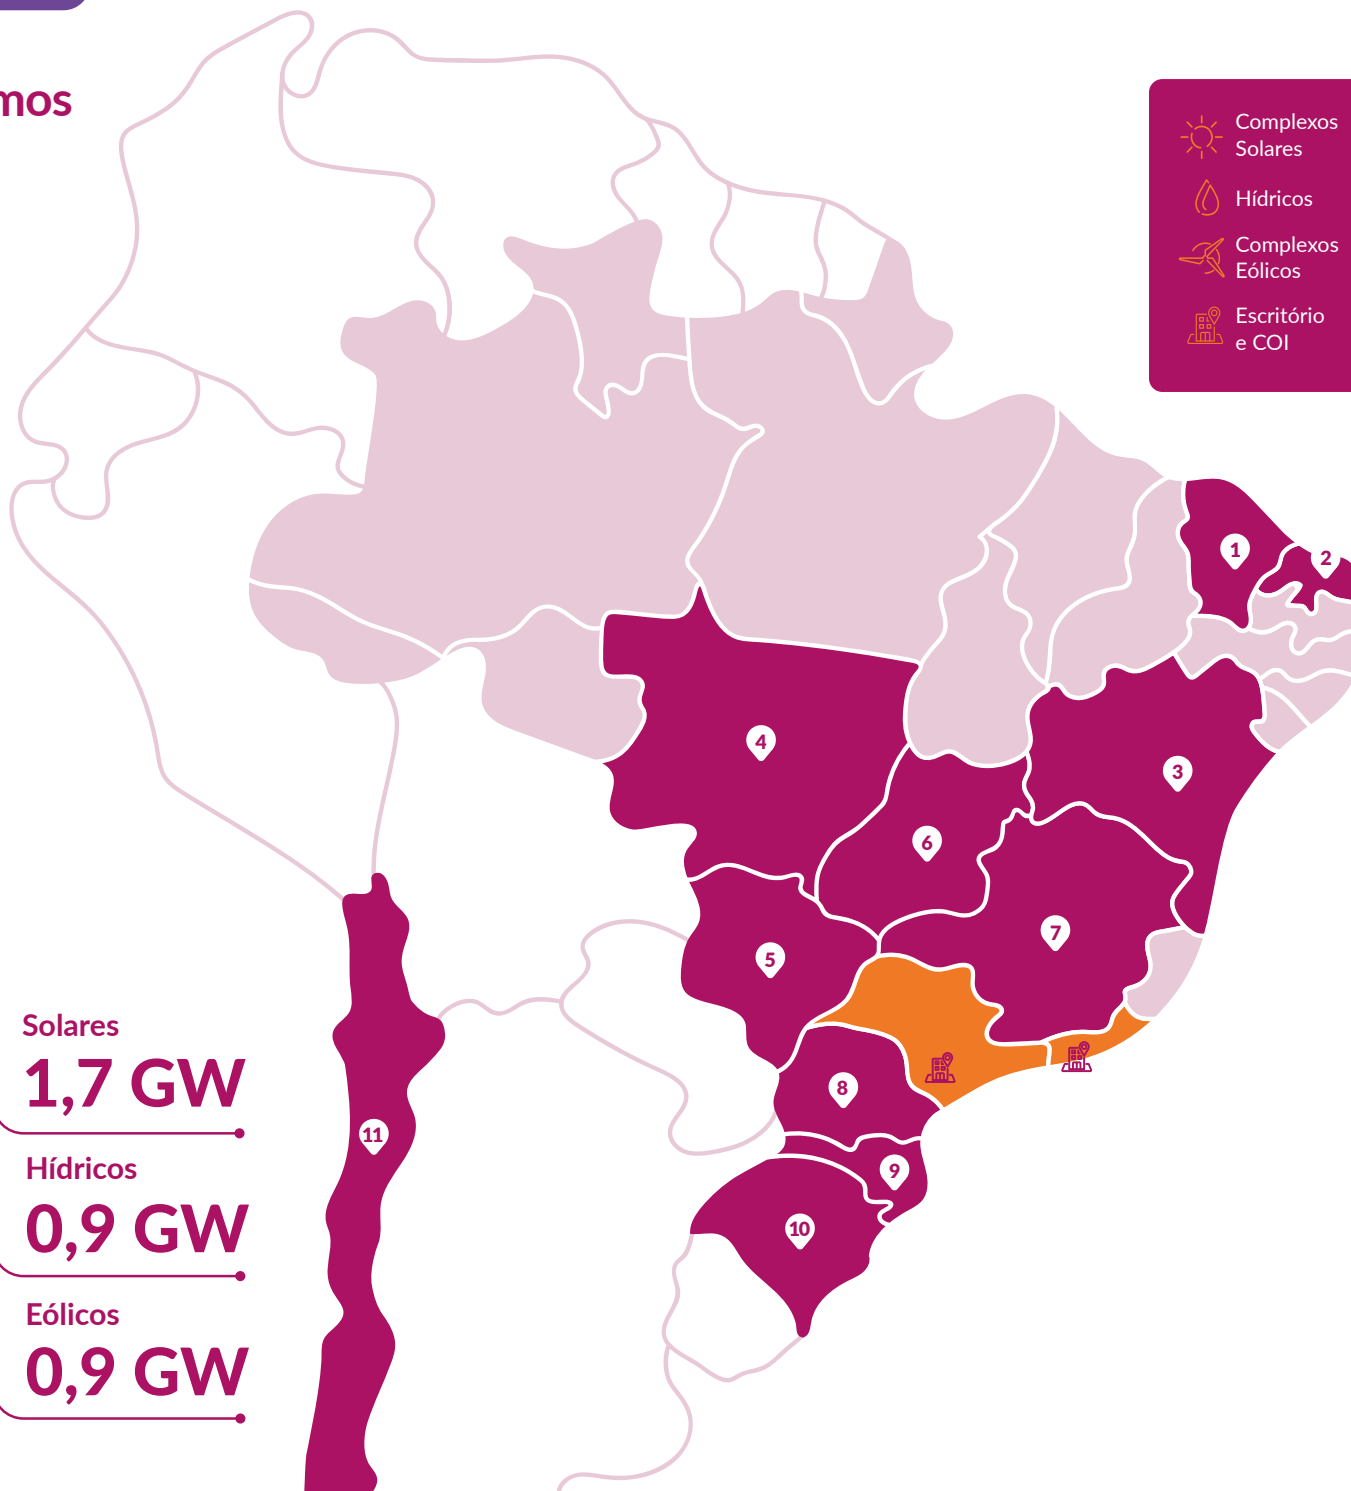 mos
Complexos
Solares
Hídricos
Complexos
Eólicos
Escritório
e COI
1
2
3
4
5
6
7
8
9
10
11
Solares
1,7 GW
Hídricos
0,9 GW
Eólicos
0,9 GW